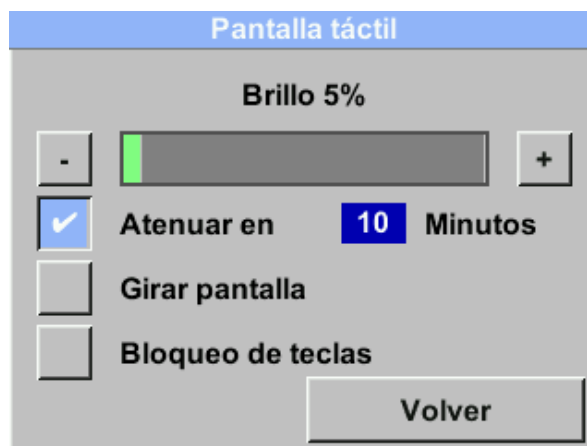 Pantalla táctil
Brillo 5%
- +
Atenuar en 10 Minutos
Girar pantalla
Bloqueo de teclas
Volver